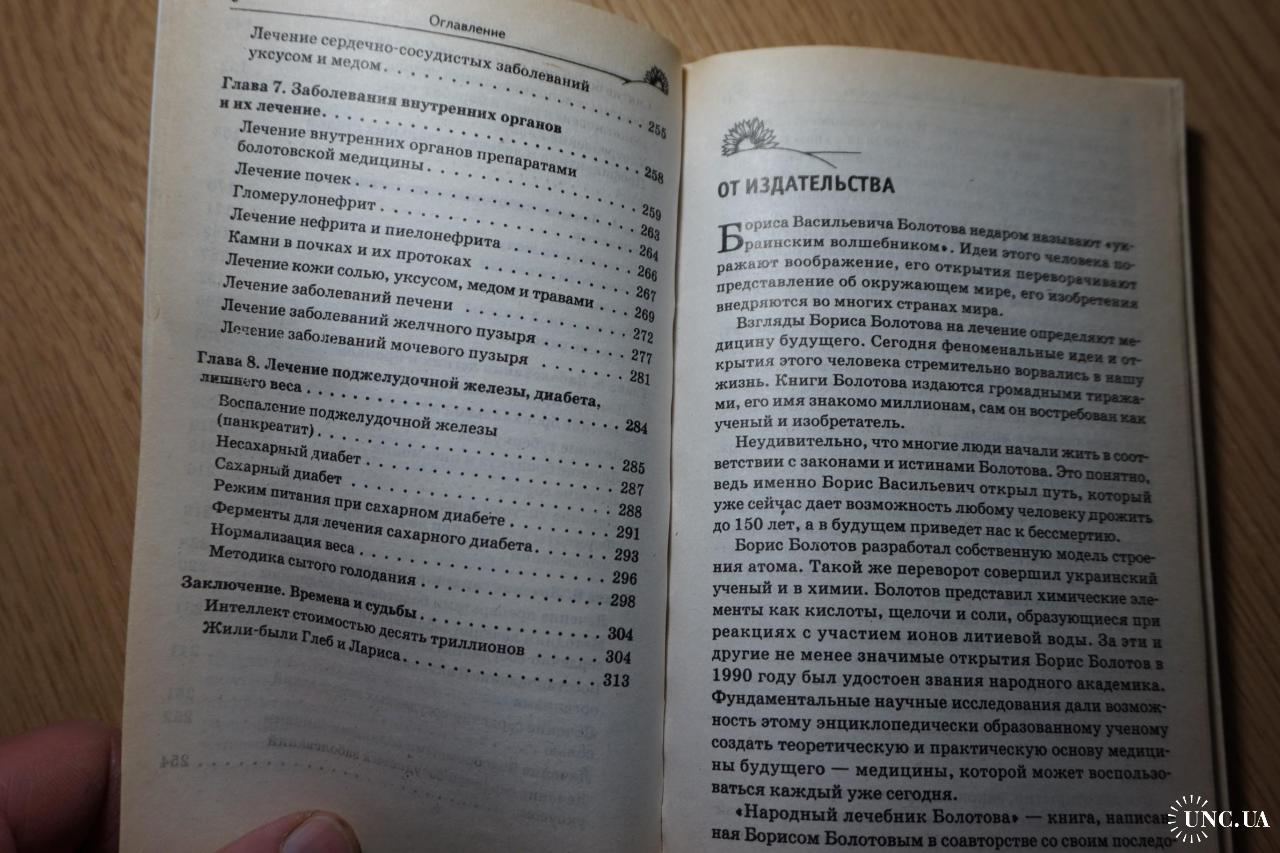 Оглавление
Лечение сердечно-сосудистых заболеваний
уксусом и медом. . . . . . . . . . . . . . . . . . . . 255
Глава 7. Заболевания внутренних органов
и их лечение. . . . . . . . . . . . . . . . . . . . . . 258
Лечение внутренних органов препаратами
болотовской медицины . . . . . . . . . . . . . . . . 259
Лечение почек . . . . . . . . . . . . . . . . . . . . 263
Гломерулонефрит . . . . . . . . . . . . . . . . . . 264
Лечение нефрита и пиелонефрита . . . . . . . . 266
Камни в почках и их протоках . . . . . . . . . . 267
Лечение кожи солью, уксусом, медом и травами . . . 269
Лечение заболеваний печени . . . . . . . . . . . 272
Лечение заболеваний желчного пузыря . . . . . . 277
Лечение заболеваний мочевого пузыря . . . . . . 281
Глава 8. Лечение поджелудочной железы, диабета,
лишнего веса . . . . . . . . . . . . . . . . . . . . . 284
Воспаление поджелудочной железы
(панкреатит) . . . . . . . . . . . . . . . . . . . . . 285
Несахарный диабет . . . . . . . . . . . . . . . . . 287
Сахарный диабет . . . . . . . . . . . . . . . . . . 288
Режим питания при сахарном диабете . . . . . . . 291
Ферменты для лечения сахарного диабета. . . . . . 293
Нормализация веса . . . . . . . . . . . . . . . . . 296
Методика сытого голодания . . . . . . . . . . . . 298
Заключение. Времена и судьбы . . . . . . . . . . . . 304
Интеллект стоимостью десять триллионов . . . . . 304
Жили-были Глеб и Лариса. . . . . . . . . . . . . . 313
254
ОТ ИЗДАТЕЛЬСТВА
Бориса Васильевича Болотова недаром называют «ук-
раинским волшебником». Идеи этого человека по-
ражают воображение, его открытия переворачивают
представление об окружающем мире, его изобретения
внедряются во многих странах мира.
Взгляды Бориса Болотова на лечение определяют ме-
дицину будущего. Сегодня феноменальные идеи и от-
крытия этого человека стремительно ворвались в нашу
жизнь. Книги Болотова издаются громадными тиража-
ми, его имя знакомо миллионам, сам он востребован как
ученый и изобретатель.
Неудивительно, что многие люди начали жить в соот-
ветствии с законами и истинами Болотова. Это понятно,
ведь именно Борис Васильевич открыл путь, который
уже сейчас дает возможность любому человеку дрожить
до 150 лет, а в будущем приведет нас к бессмертию.
Борис Болотов разработал собственную модель строе-
ния атома. Такой же переворот совершил украинский
ученый и в химии. Болотов представил химические эле-
менты как кислоты, щелочи и соли, образующиеся при
реакциях с участием ионов литиевой воды. За эти и
другие не менее значимые открытия Борис Болотов в
1990 году был удостоен звания народного академика.
Фундаментальные научные исследования дали возмож-
ность этому энциклопедически образованному ученому
создать теоретическую и практическую основу медици-
ны будущего — медицины, которой может воспользо-
ваться каждый уже сегодня.
«Народный лечебник Болотова» — книга, написан-
ная Борисом Болотовым в соавторстве со своим последо-
UNC.UA